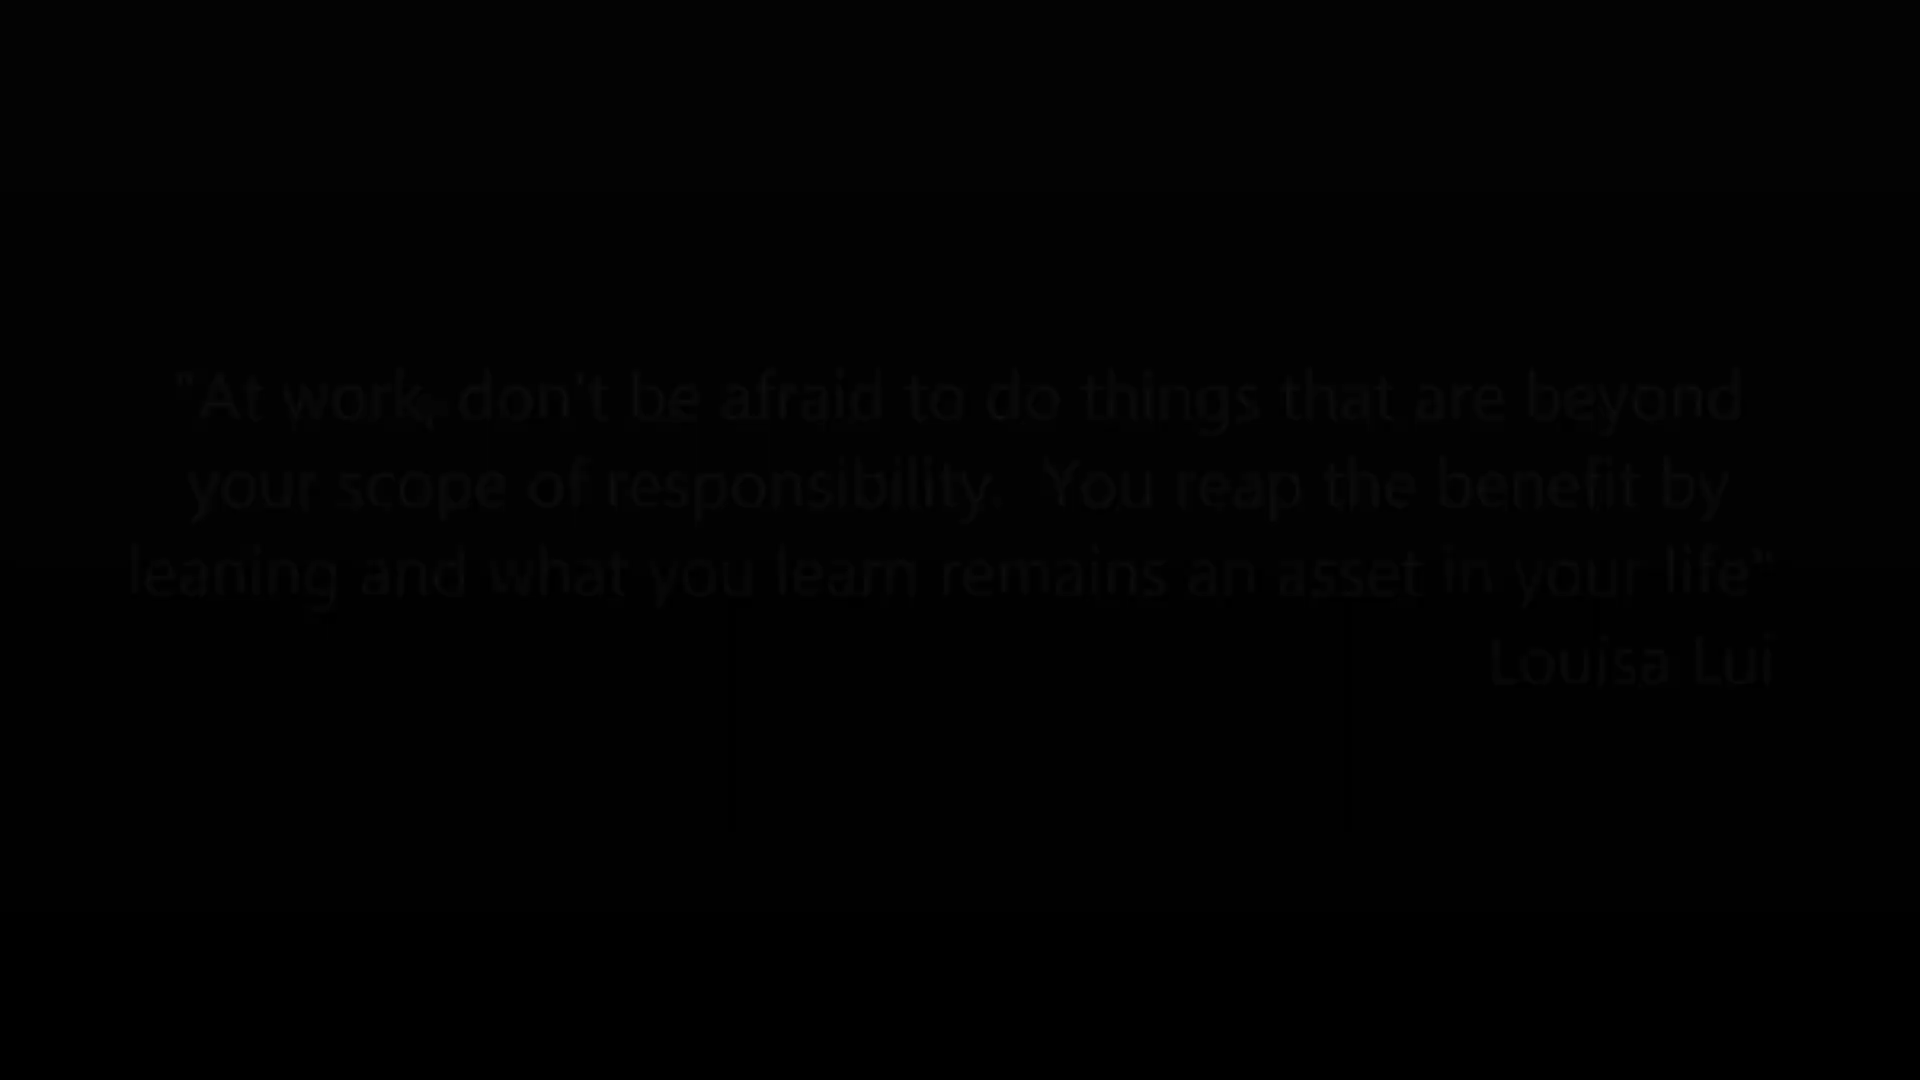 "At work, don't be afraid to do things that are beyond
your scope of responsibility.  You reap the benefit by
leaning and what you learn remains an asset in your life"
Louisa Lui